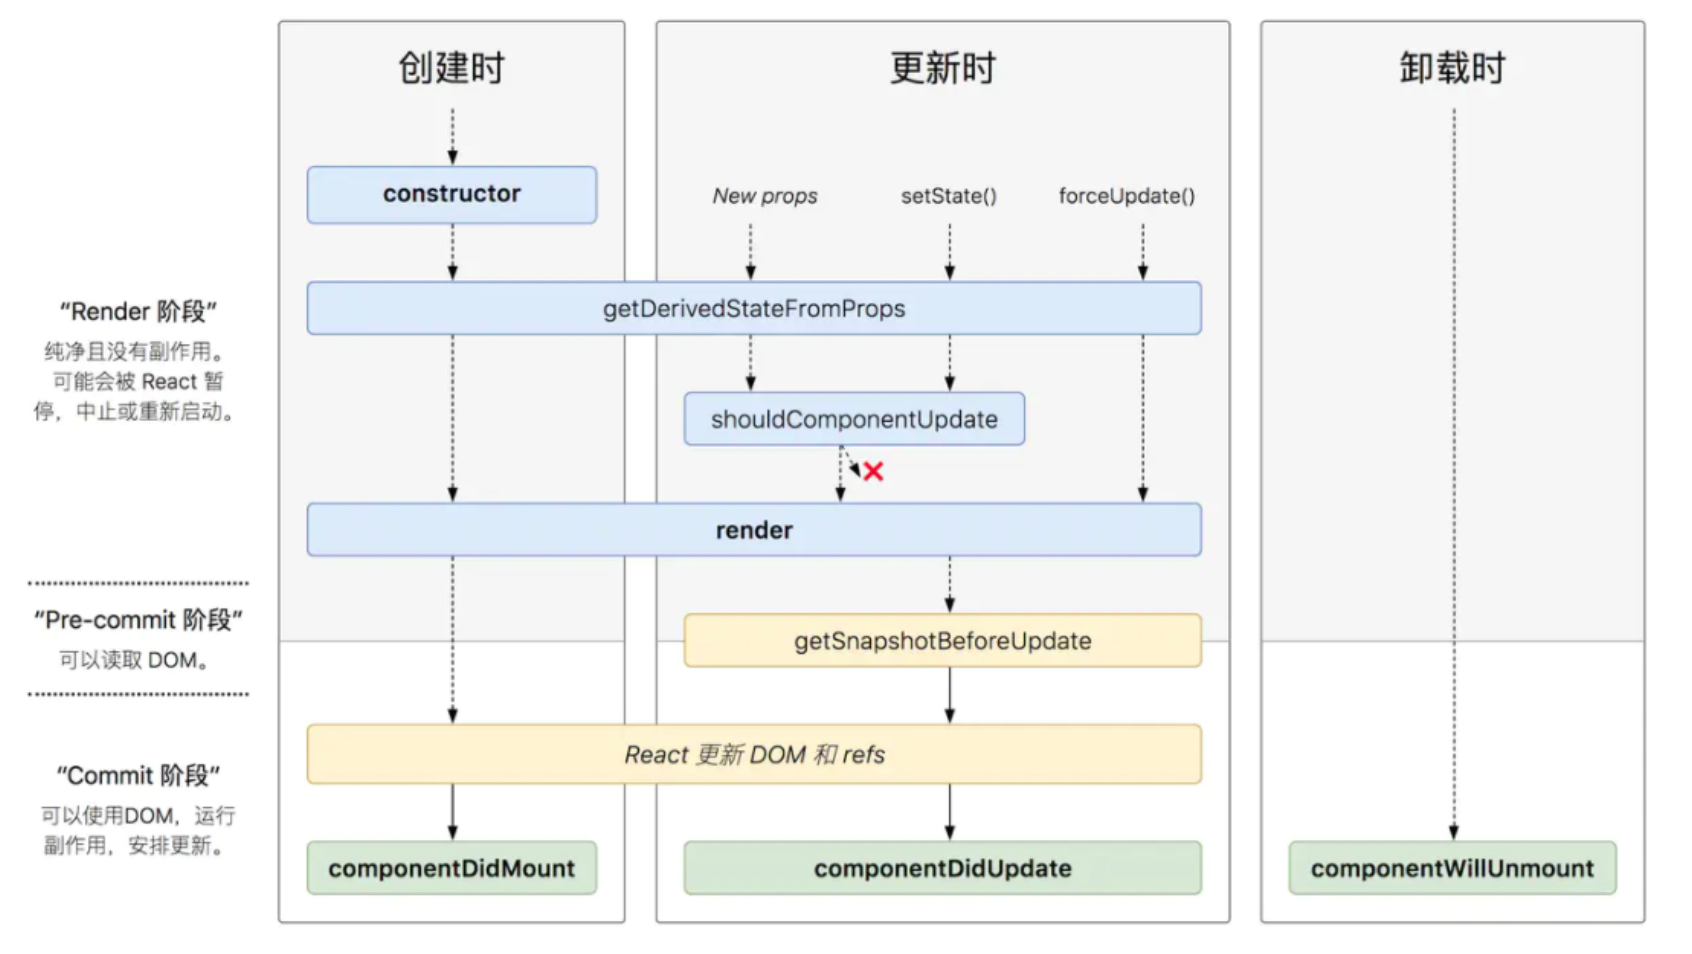 创建时
更新时
卸载时
constructor
New props
setState()
forceUpdate()
“Render 阶段”
纯净且没有副作用。
可能会被 React 暂
停，中止或重新启动。
getDerivedStateFromProps
shouldComponentUpdate
render
“Pre-commit 阶段”
可以读取 DOM。
getSnapshotBeforeUpdate
“Commit 阶段”
可以使用DOM，运行
副作用，安排更新。
React 更新 DOM 和 refs
componentDidMount
componentDidUpdate
componentWillUnmount